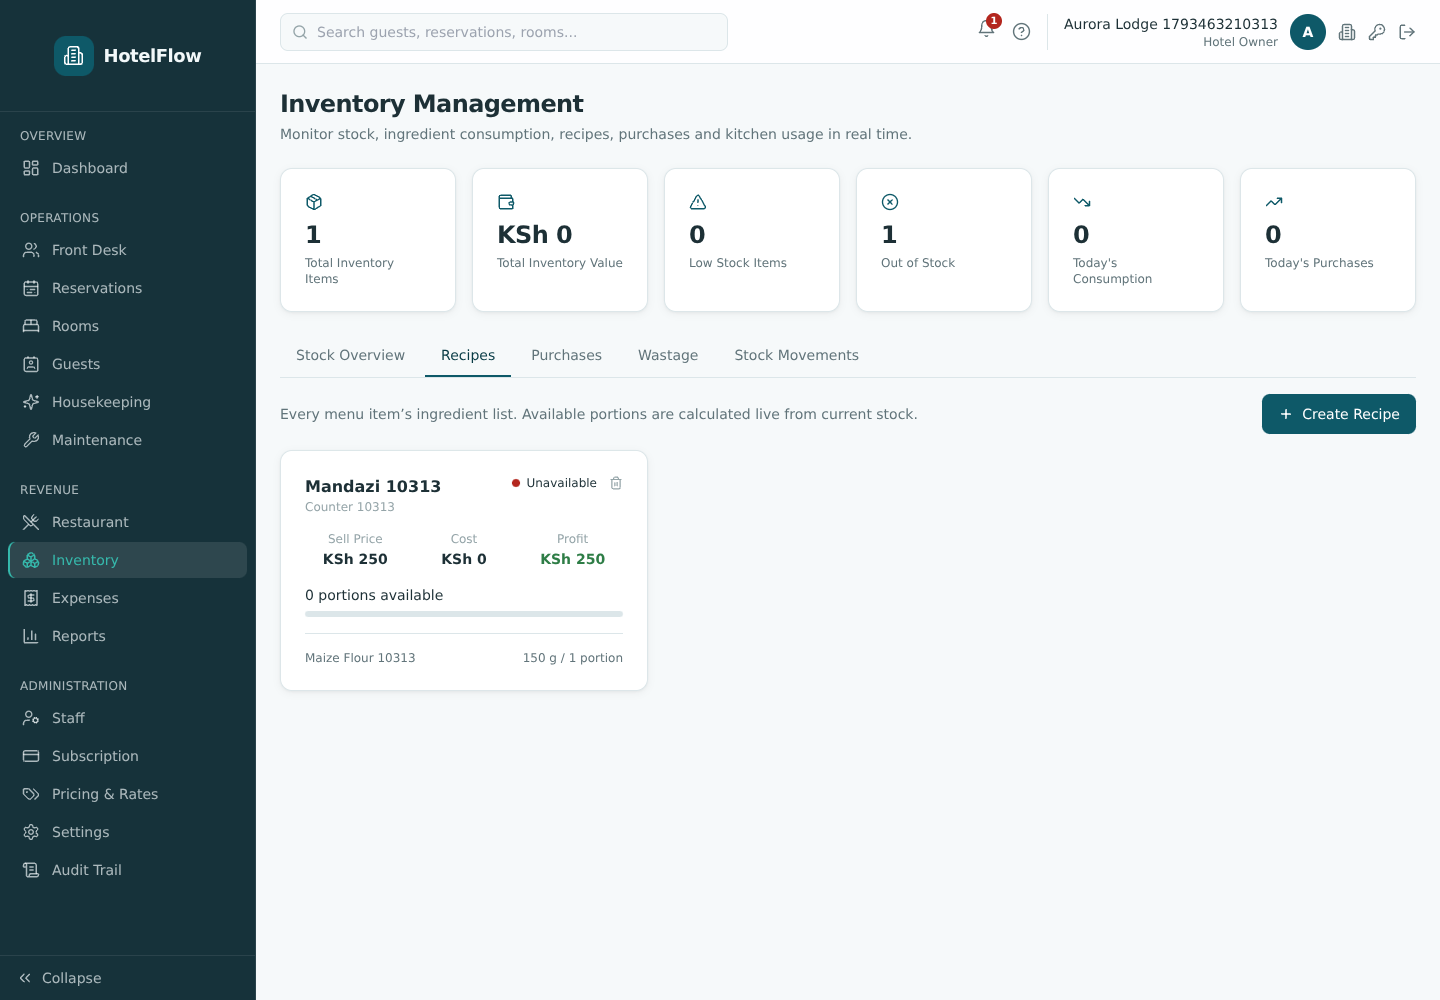 HotelFlow
OVERVIEW
Dashboard
OPERATIONS
Front Desk
Reservations
Rooms
Guests
Housekeeping
Maintenance
REVENUE
Restaurant
Inventory
Expenses
Reports
ADMINISTRATION
Staff
Subscription
Pricing & Rates
Settings
Audit Trail
Collapse
Search guests, reservations, rooms...
1
Aurora Lodge 1793463210313
Hotel Owner
A
Inventory Management
Monitor stock, ingredient consumption, recipes, purchases and kitchen usage in real time.
1
Total Inventory
Items
KSh 0
Total Inventory Value
0
Low Stock Items
1
Out of Stock
0
Today's
Consumption
0
Today's Purchases
Stock Overview
Recipes
Purchases
Wastage
Stock Movements
Every menu item’s ingredient list. Available portions are calculated live from current stock.
Create Recipe
Mandazi 10313
Unavailable
Counter 10313
Sell Price
Cost
Profit
KSh 250
KSh 0
KSh 250
0 portions available
Maize Flour 10313
150 g / 1 portion